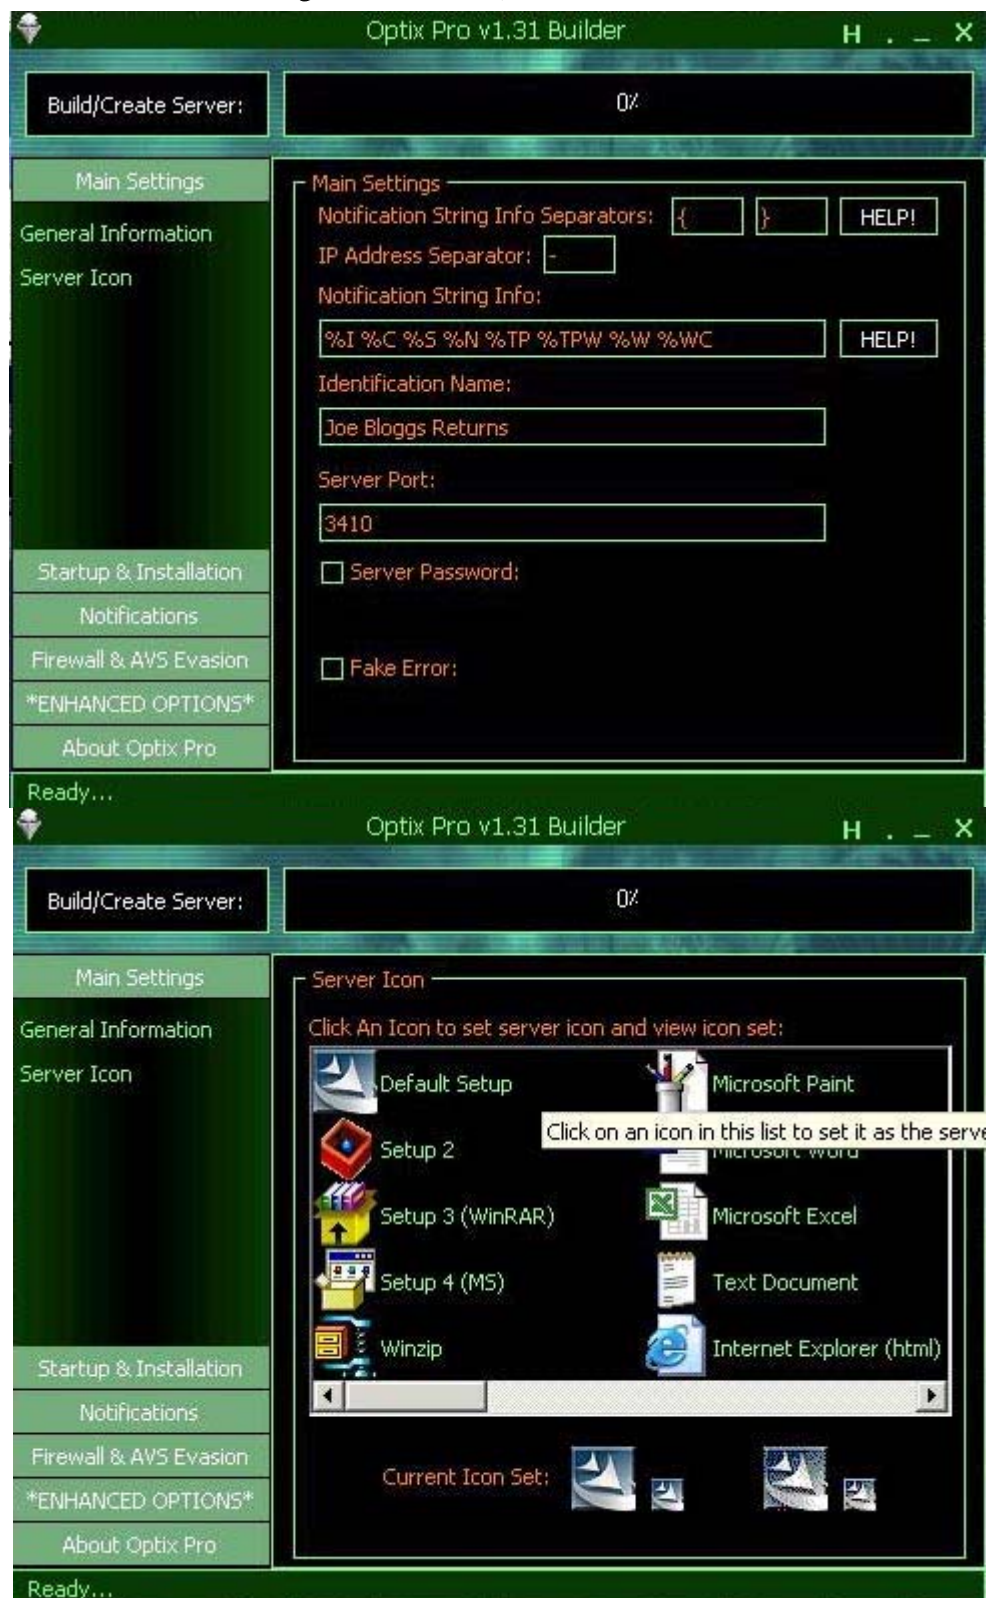 Optix Pro v1.31 Builder H . _ X
Build/Create Server: 0%
Main Settings
General Information
Server Icon
Startup & Installation
Notifications
Firewall & AVS Evasion
*ENHANCED OPTIONS*
About Optix Pro
Main Settings
Notification String Info Separators: { } HELP!
IP Address Separator: -
Notification String Info:
%I %C %S %N %TP %TPW %W %WC HELP!
Identification Name:
Joe Bloggs Returns
Server Port:
3410
Server Password:
Fake Error:
Ready...
Optix Pro v1.31 Builder H . _ X
Build/Create Server: 0%
Main Settings
General Information
Server Icon
Startup & Installation
Notifications
Firewall & AVS Evasion
*ENHANCED OPTIONS*
About Optix Pro
Server Icon
Click An Icon to set server icon and view icon set:
Default Setup
Setup 2
Setup 3 (WinRAR)
Setup 4 (MS)
Winzip
Microsoft Paint
Click on an icon in this list to set it as the serve
Microsoft Word
Microsoft Excel
Text Document
Internet Explorer (html)
Current Icon Set:
Ready...